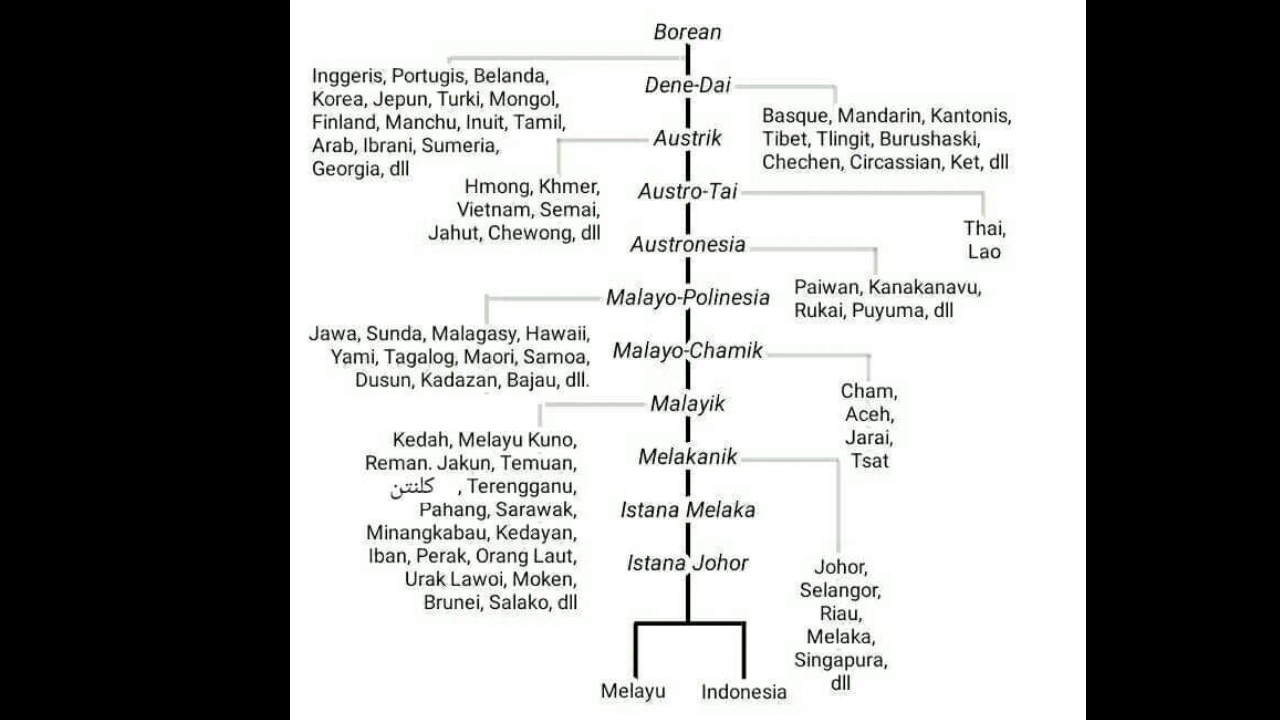 Borean
Inggeris, Portugis, Belanda,
Korea, Jepun, Turki, Mongol,
Finland, Manchu, Inuit, Tamil,
Arab, Ibrani, Sumeria,
Georgia, dll
Dene-Dai
Basque, Mandarin, Kantonis,
Tibet, Tlingit, Burushaski,
Chechen, Circassian, Ket, dll
Austrik
Hmong, Khmer,
Vietnam, Semai,
Jahut, Chewong, dll
Austro-Tai
Thai,
Lao
Austronesia
Paiwan, Kanakanavu,
Rukai, Puyuma, dll
Malayo-Polinesia
Jawa, Sunda, Malagasy, Hawaii,
Yami, Tagalog, Maori, Samoa,
Dusun, Kadazan, Bajau, dll.
Malayo-Chamik
Cham,
Aceh,
Jarai,
Tsat
Malayik
Kedah, Melayu Kuno,
Reman. Jakun, Temuan,
كلنتن , Terengganu,
Pahang, Sarawak,
Minangkabau, Kedayan,
Iban, Perak, Orang Laut,
Urak Lawoi, Moken,
Brunei, Salako, dll
Melakanik
Johor,
Selangor,
Riau,
Melaka,
Singapura,
dll
Istana Melaka
Istana Johor
Melayu
Indonesia